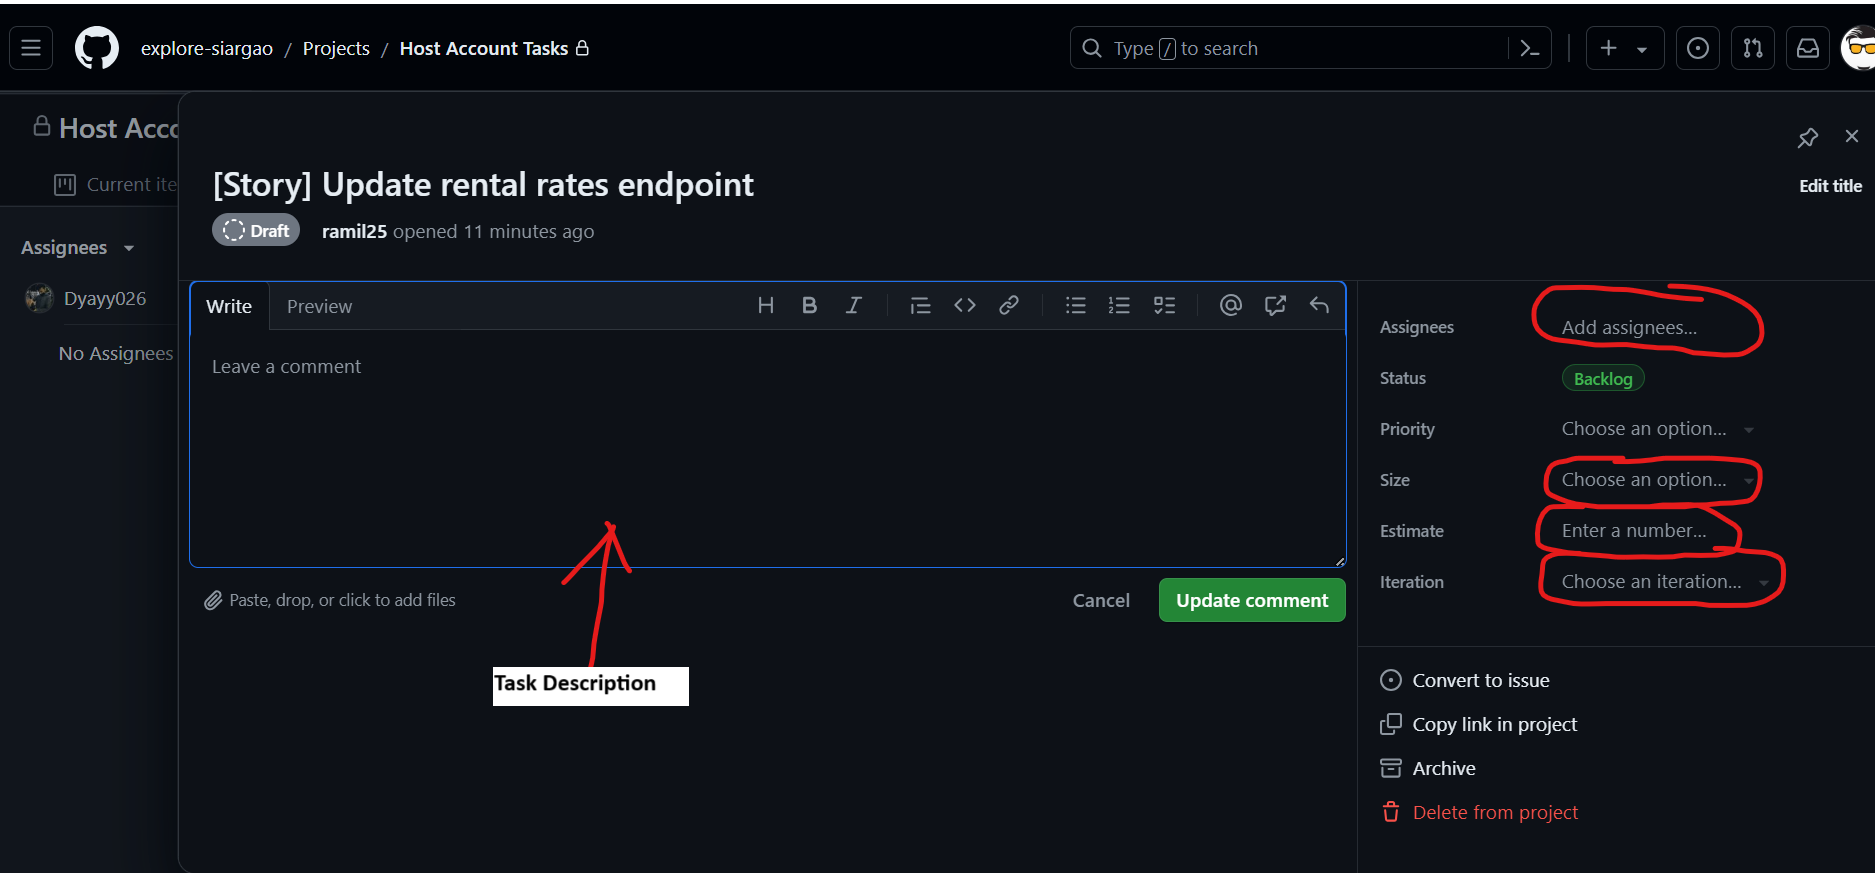 explore-siargao / Projects / Host Account Tasks
Type / to search
Host Acco
Current ite
Assignees
Dyayy026
No Assignees
[Story] Update rental rates endpoint
Edit title
Draft ramil25 opened 11 minutes ago
Write Preview
Leave a comment
Paste, drop, or click to add files
Cancel Update comment
Task Description
Assignees Add assignees...
Status Backlog
Priority Choose an option...
Size Choose an option...
Estimate Enter a number...
Iteration Choose an iteration...
Convert to issue
Copy link in project
Archive
Delete from project